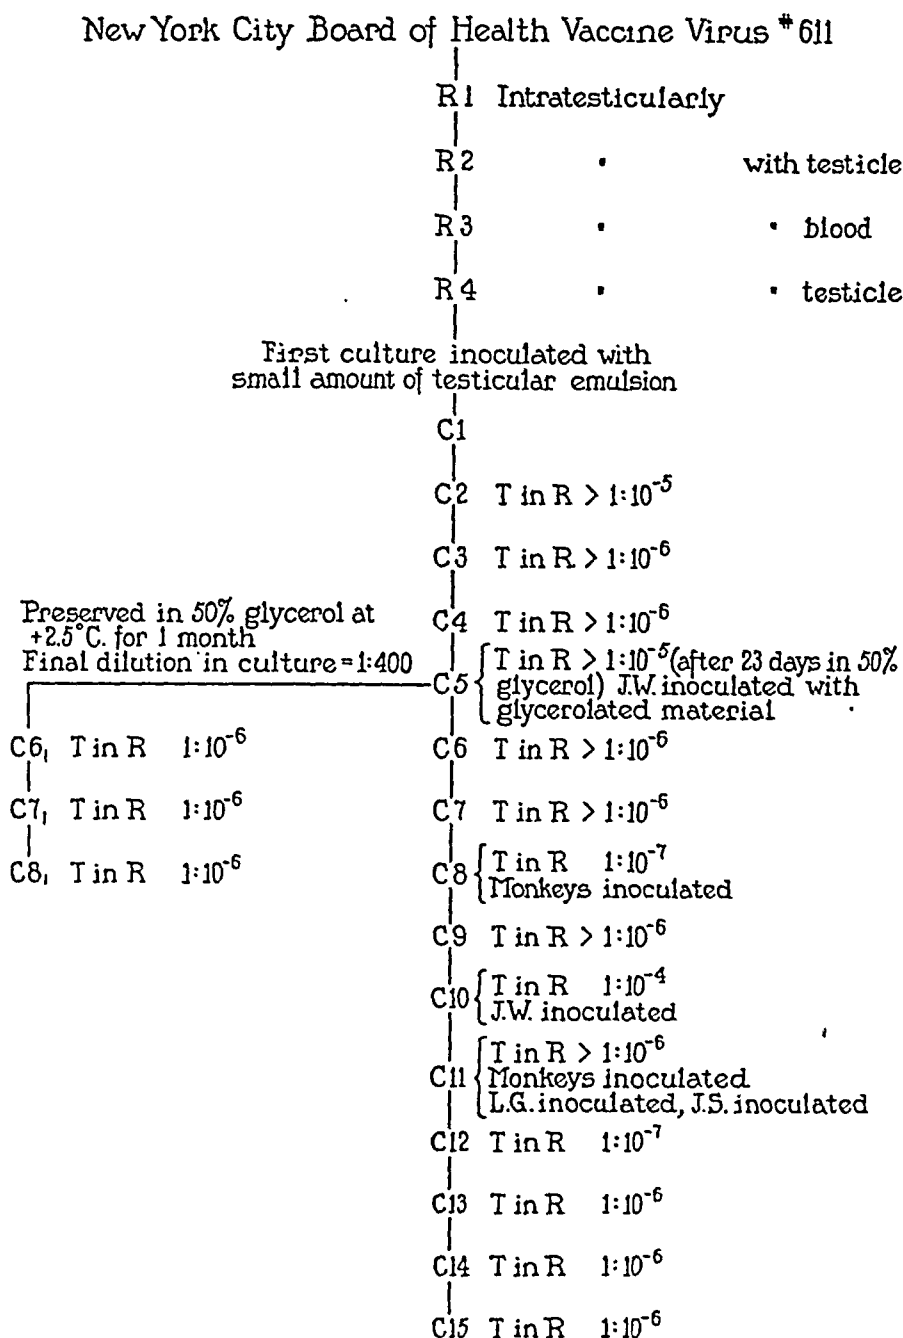 New York City Board of Health Vaccine Virus #611
R1 Intratesticularly
R2 " with testicle
R3 " " blood
R4 " " testicle
First culture inoculated with
small amount of testicular emulsion
C1
C2 T in R > 1:10⁻⁵
C3 T in R > 1:10⁻⁶
C4 T in R > 1:10⁻⁶
Preserved in 50% glycerol at
+2.5°C. for 1 month
Final dilution in culture = 1:400
C5 T in R > 1:10⁻⁵ (after 23 days in 50%
glycerol) J.W. inoculated with
glycerolated material
C6₁ T in R 1:10⁻⁶
C7₁ T in R 1:10⁻⁶
C8₁ T in R 1:10⁻⁶
C6 T in R > 1:10⁻⁶
C7 T in R > 1:10⁻⁶
C8 T in R 1:10⁻⁷
Monkeys inoculated
C9 T in R > 1:10⁻⁶
C10 T in R 1:10⁻⁴
J.W. inoculated
C11 T in R > 1:10⁻⁶
Monkeys inoculated
L.G. inoculated, J.S. inoculated
C12 T in R 1:10⁻⁷
C13 T in R 1:10⁻⁶
C14 T in R 1:10⁻⁶
C15 T in R 1:10⁻⁶